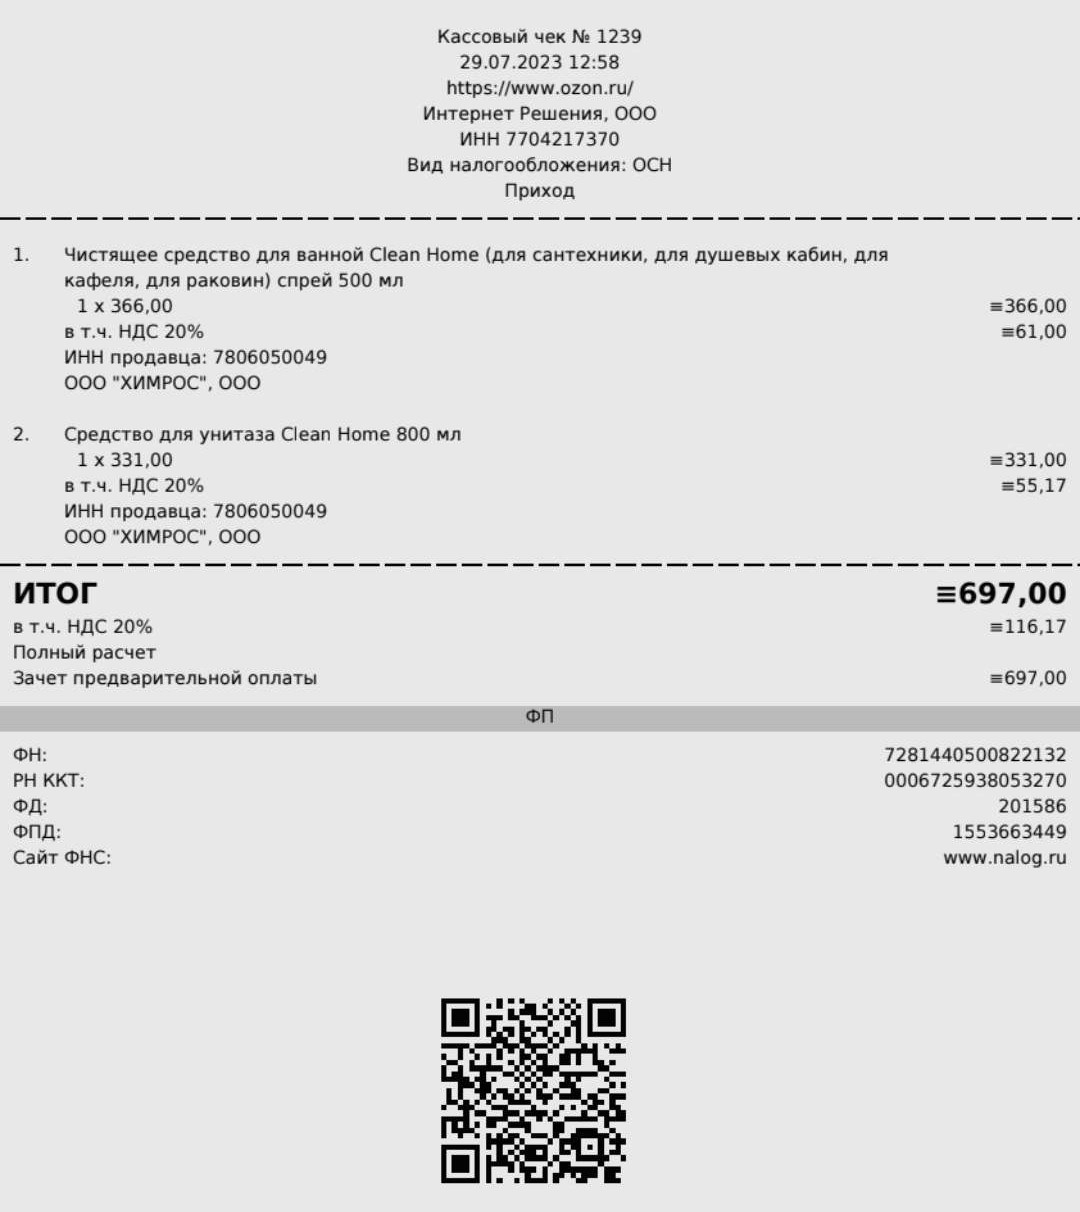 Кассовый чек № 1239
29.07.2023 12:58
https://www.ozon.ru/
Интернет Решения, ООО
ИНН 7704217370
Вид налогообложения: ОСН
Приход
1. Чистящее средство для ванной Clean Home (для сантехники, для душевых кабин, для
кафеля, для раковин) спрей 500 мл
1 x 366,00 ≡366,00
в т.ч. НДС 20% ≡61,00
ИНН продавца: 7806050049
ООО "ХИМРОС", ООО
2. Средство для унитаза Clean Home 800 мл
1 x 331,00 ≡331,00
в т.ч. НДС 20% ≡55,17
ИНН продавца: 7806050049
ООО "ХИМРОС", ООО
ИТОГ ≡697,00
в т.ч. НДС 20% ≡116,17
Полный расчет
Зачет предварительной оплаты ≡697,00
ФП
ФН: 7281440500822132
РН ККТ: 0006725938053270
ФД: 201586
ФПД: 1553663449
Сайт ФНС: www.nalog.ru